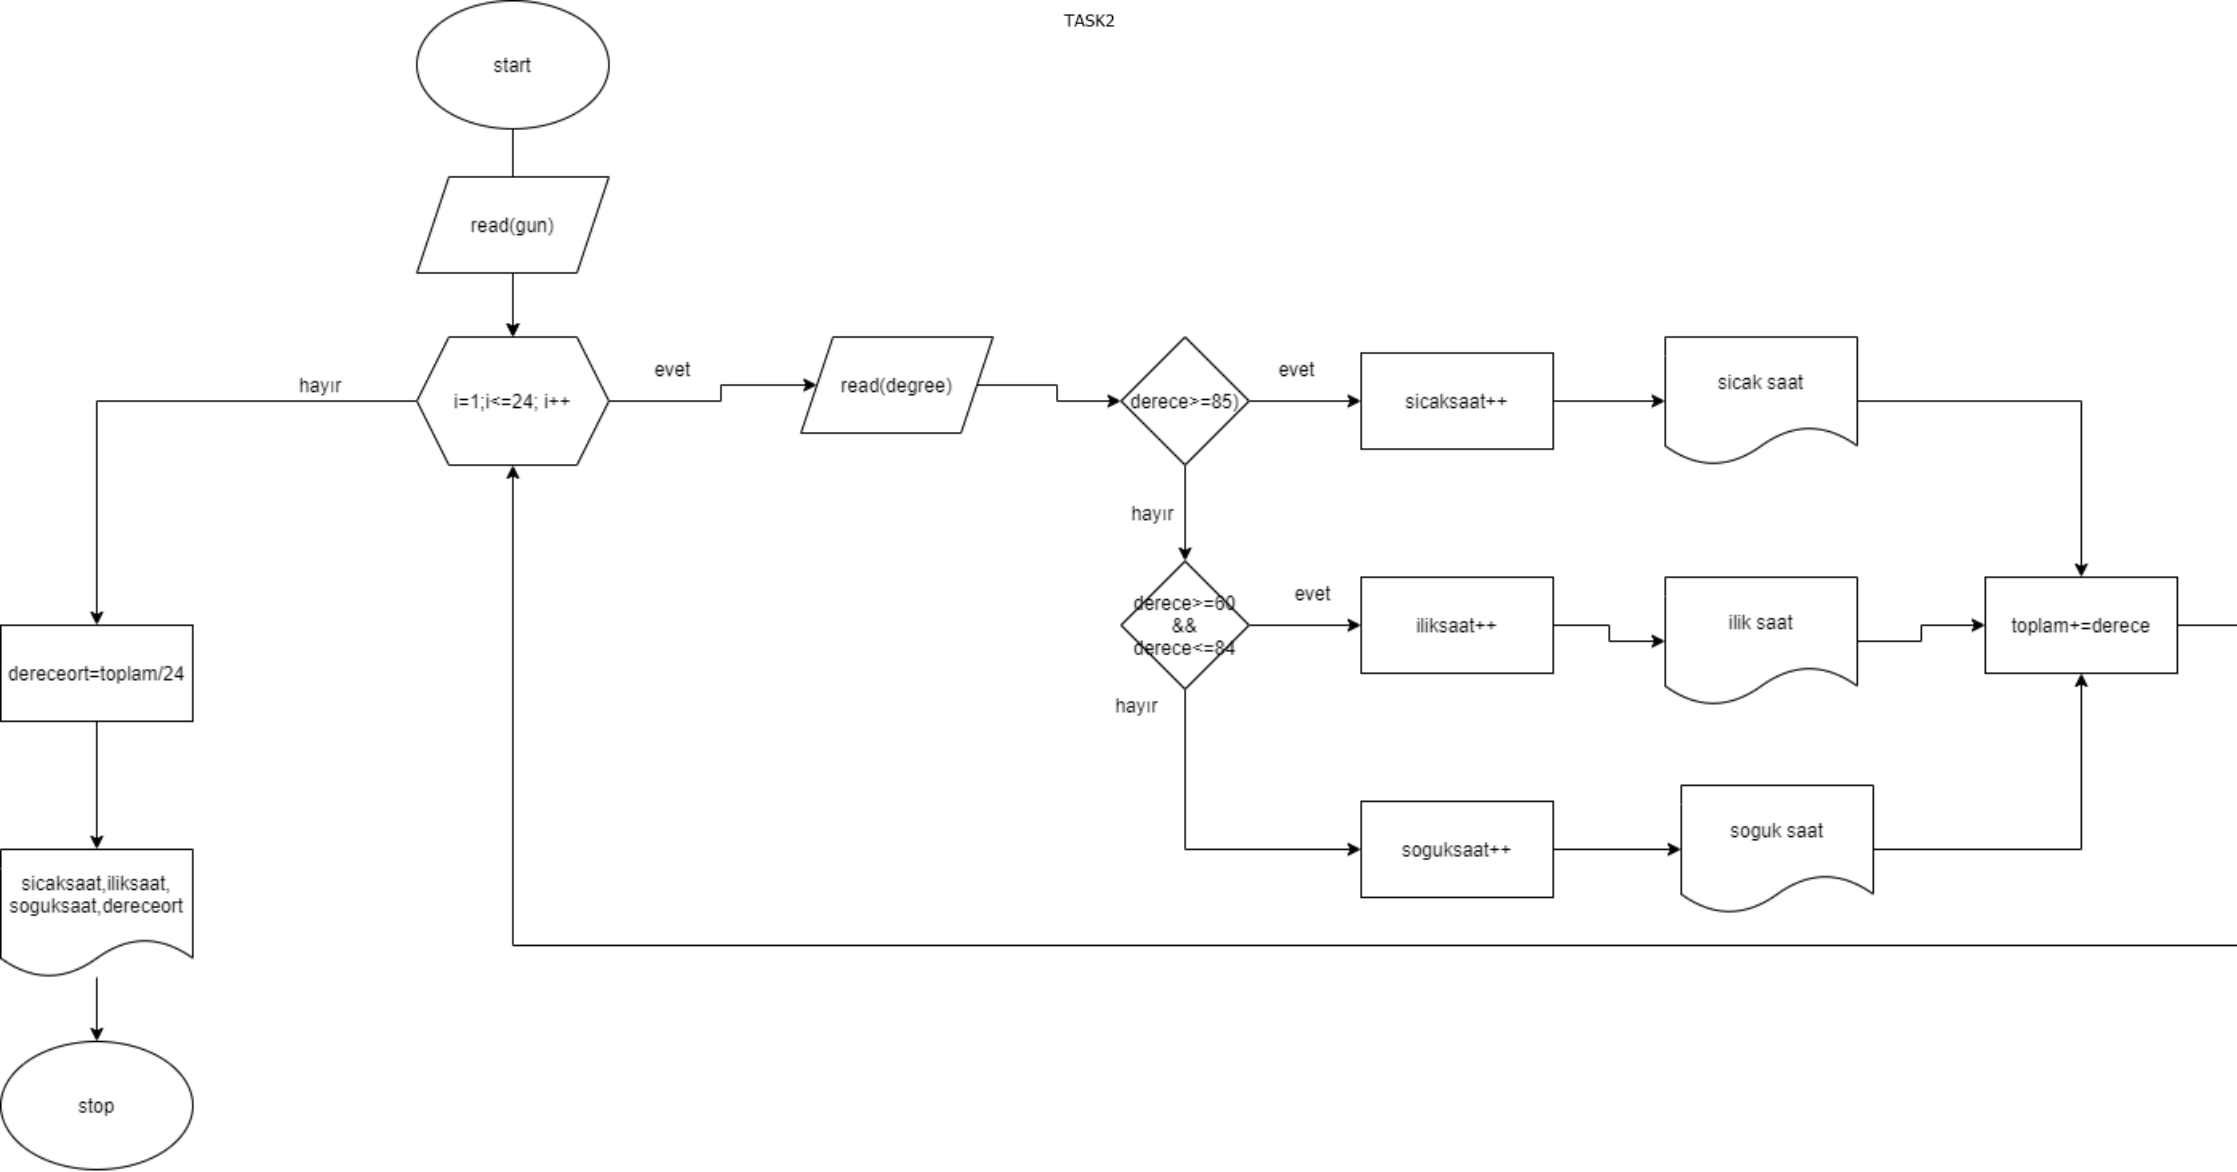 TASK2
start
read(gun)
hayır
i=1;i<=24; i++
evet
read(degree)
derece>=85)
evet
sicaksaat++
sicak saat
hayır
derece>=60
&&
derece<=84
evet
iliksaat++
ilik saat
toplam+=derece
hayır
soguksaat++
soguk saat
dereceort=toplam/24
sicaksaat,iliksaat,
soguksaat,dereceort
stop